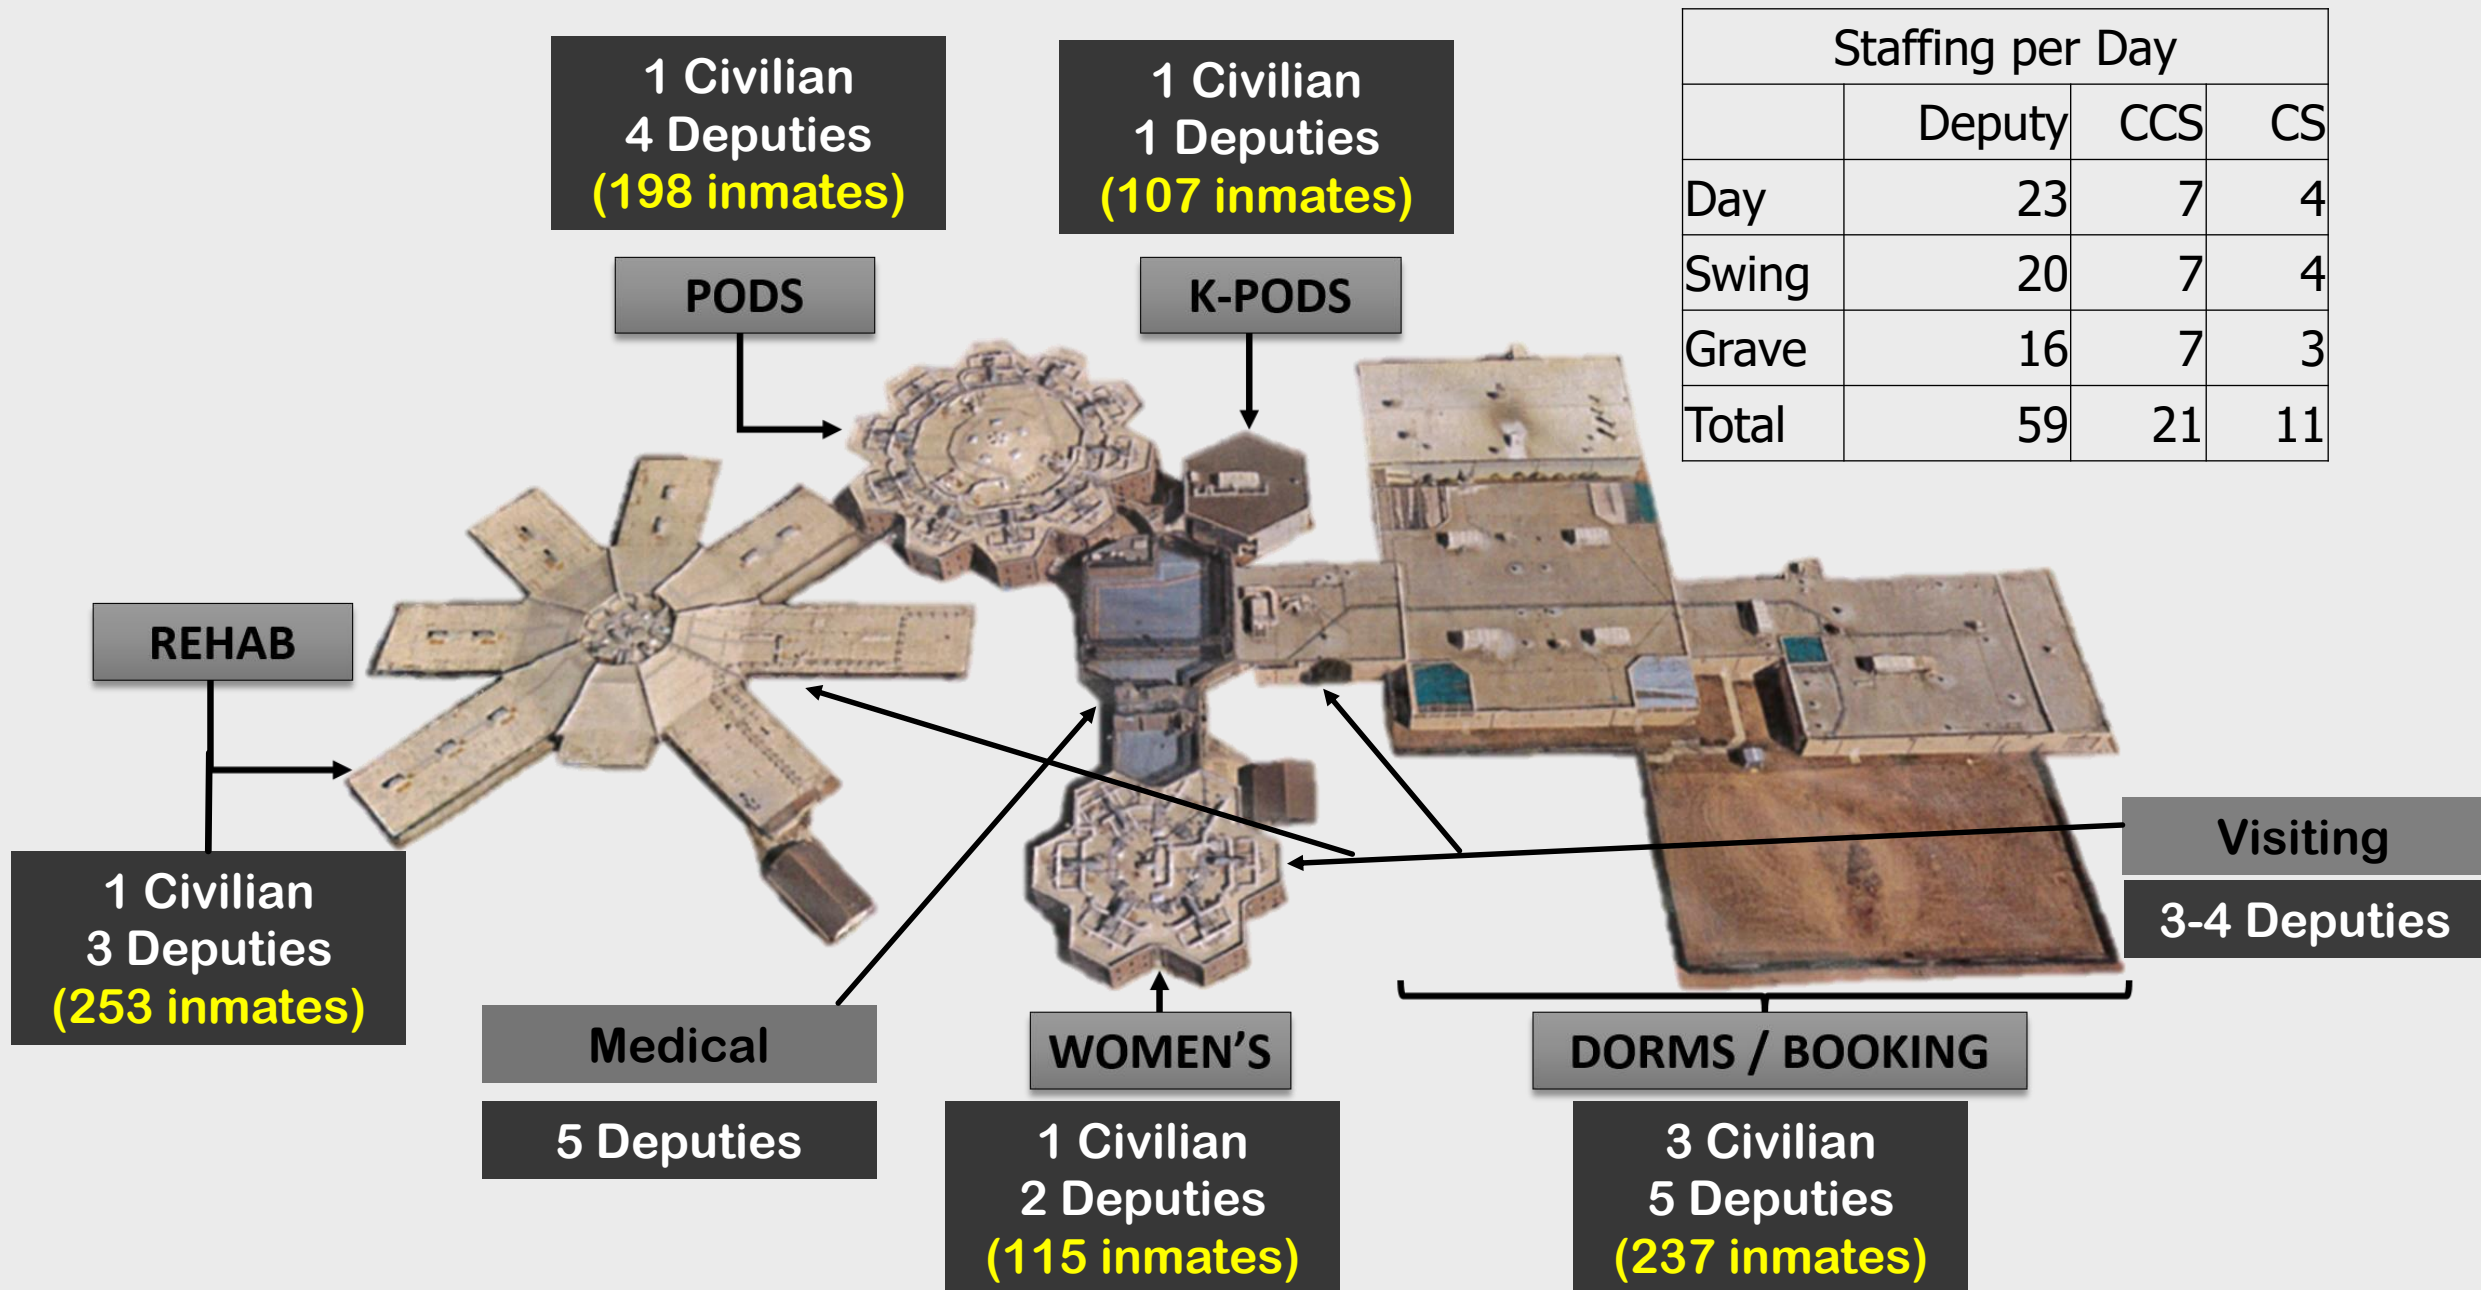 1 Civilian
4 Deputies
(198 inmates)
PODS
1 Civilian
1 Deputies
(107 inmates)
K-PODS
Staffing per Day
Deputy CCS CS
Day 23 7 4
Swing 20 7 4
Grave 16 7 3
Total 59 21 11
REHAB
1 Civilian
3 Deputies
(253 inmates)
Medical
5 Deputies
WOMEN’S
1 Civilian
2 Deputies
(115 inmates)
DORMS / BOOKING
3 Civilian
5 Deputies
(237 inmates)
Visiting
3-4 Deputies